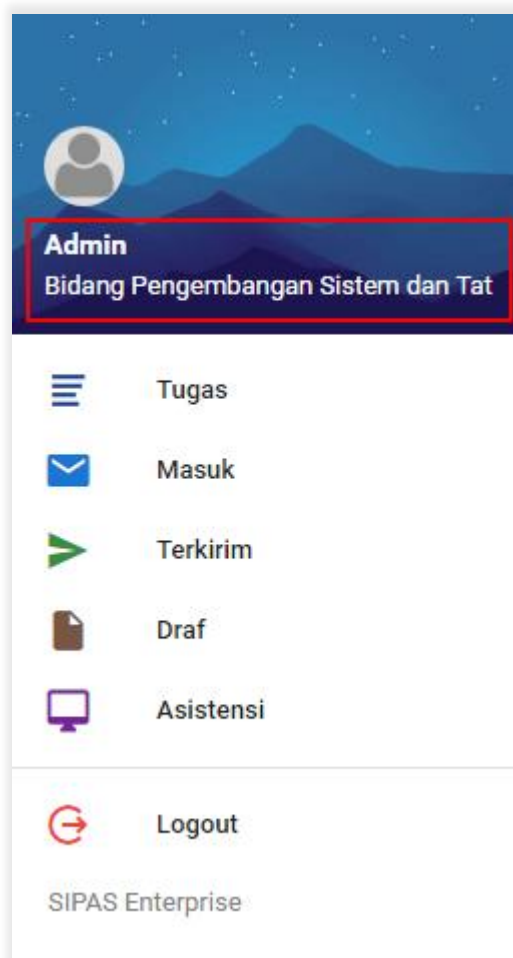 Admin
Bidang Pengembangan Sistem dan Tat
Tugas
Masuk
Terkirim
Draf
Asistensi
Logout
SIPAS Enterprise